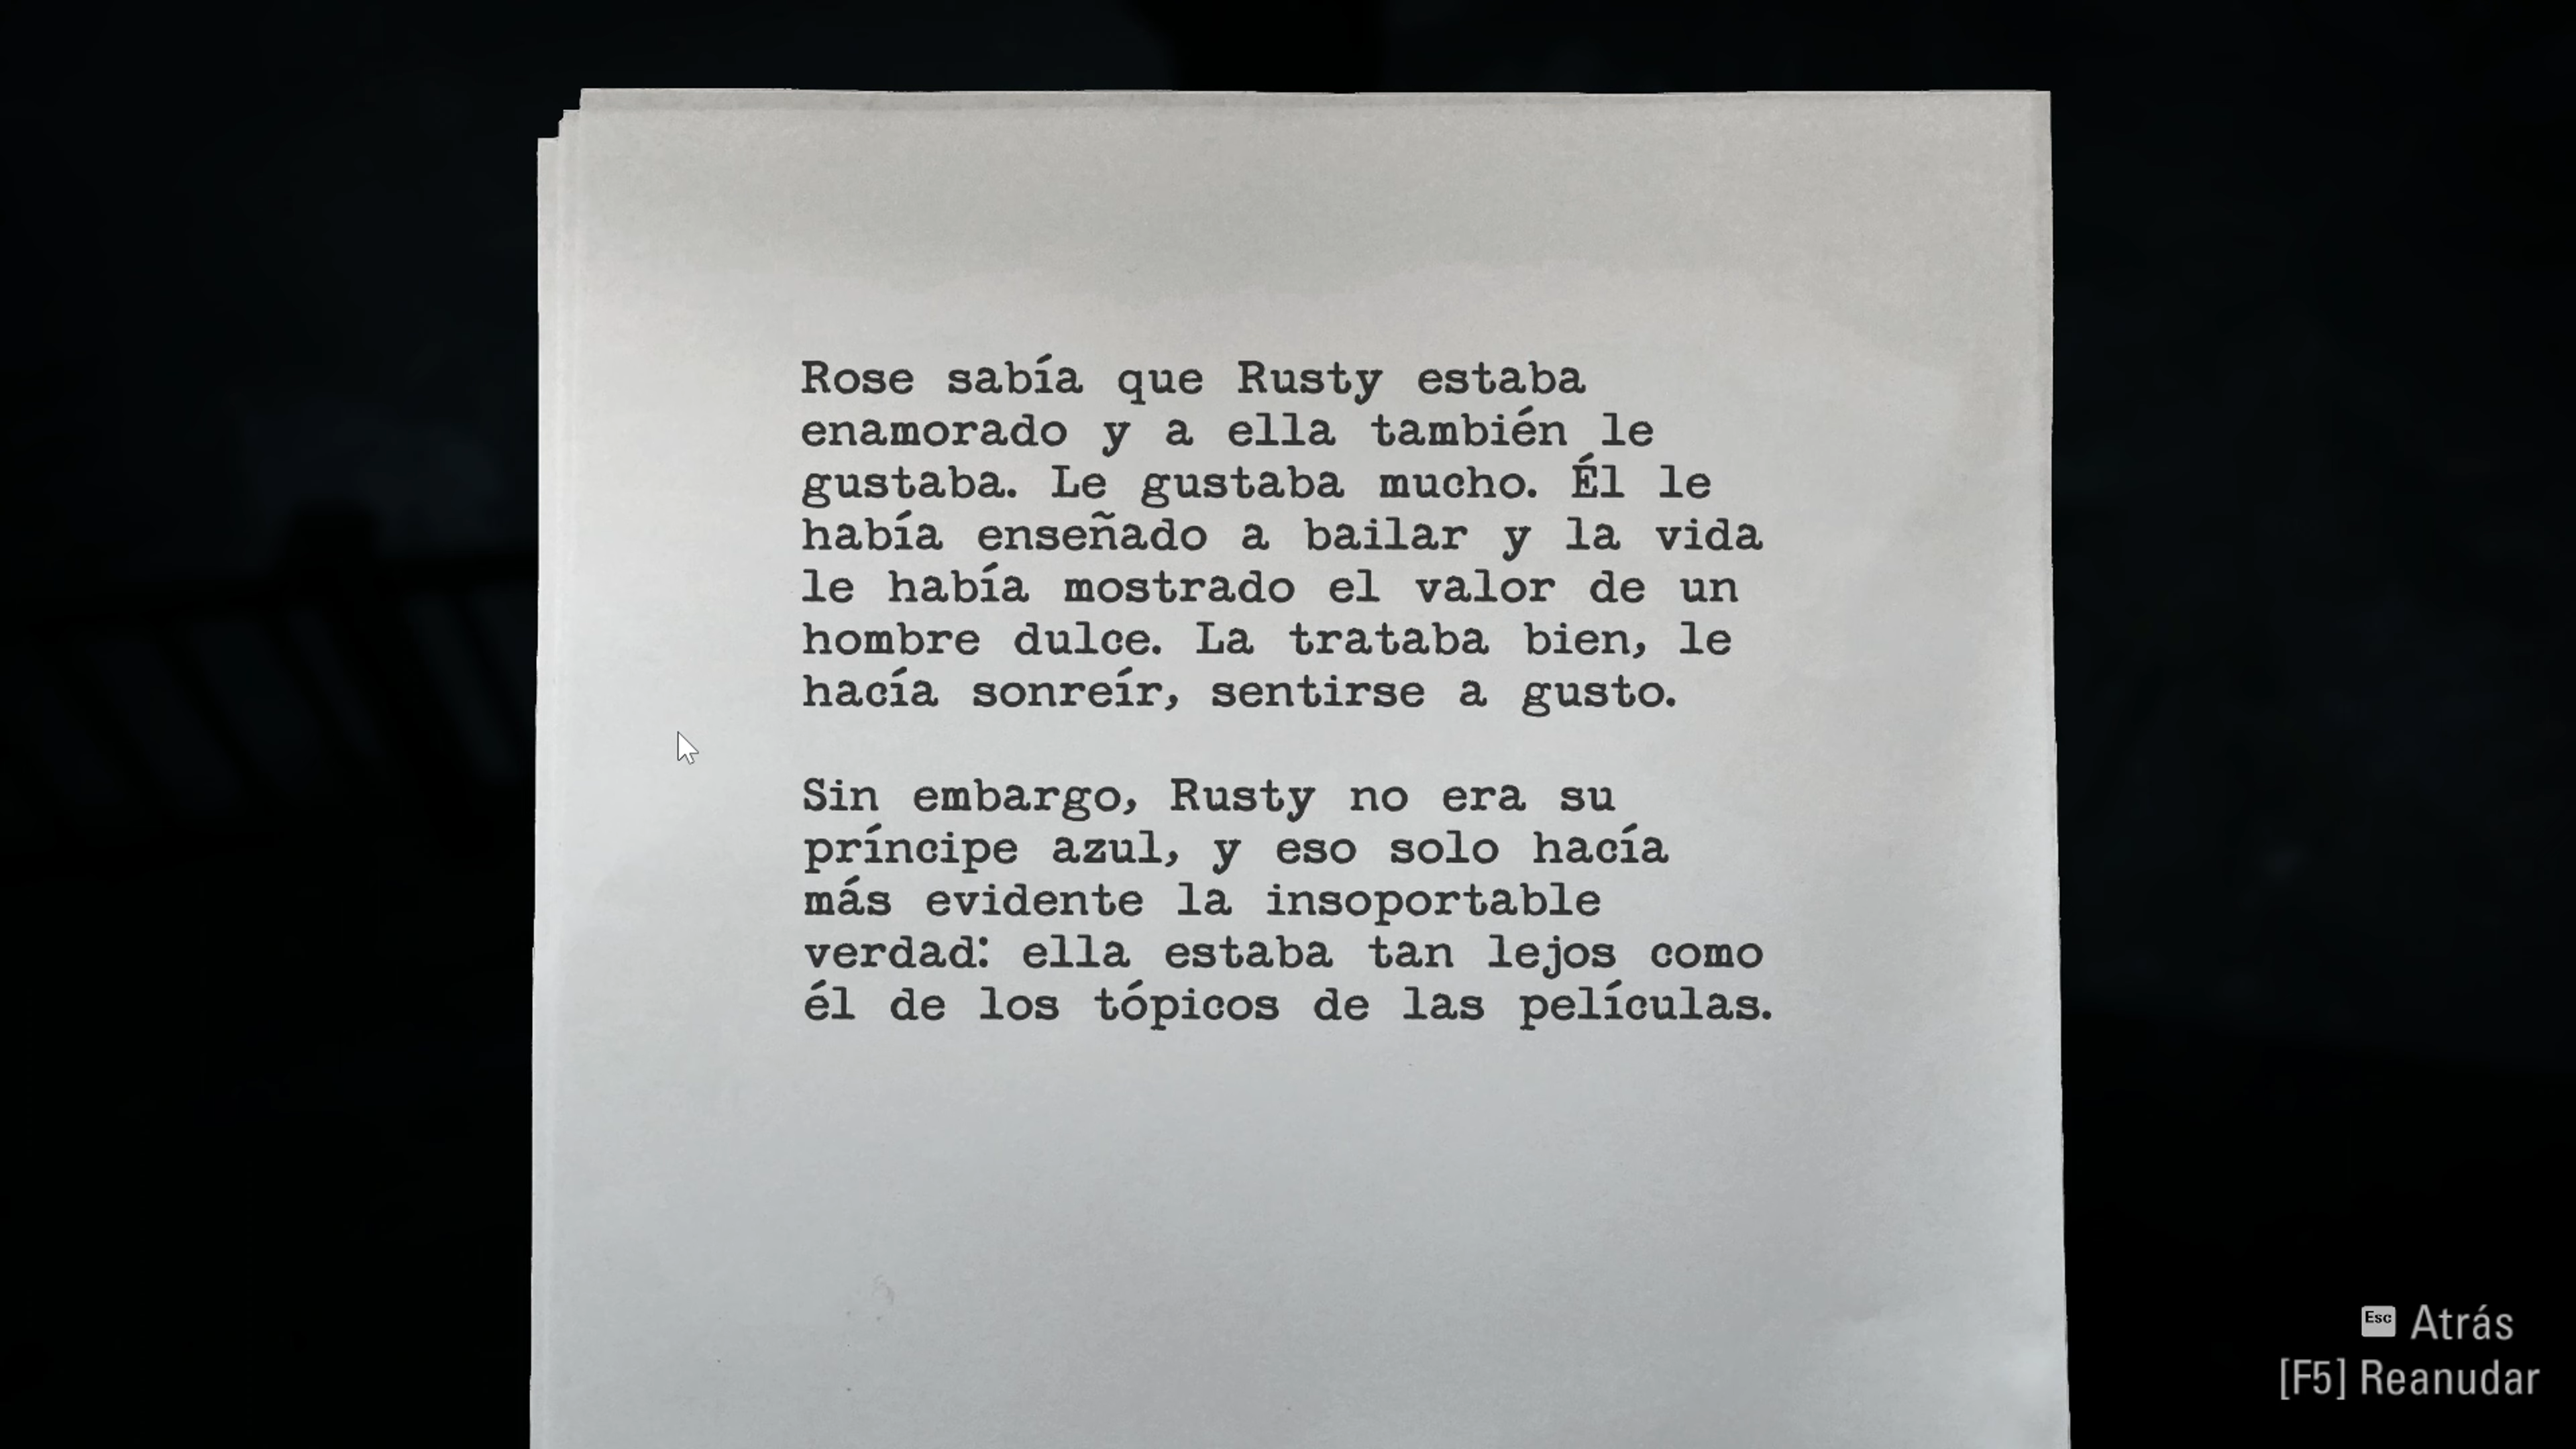 Rose sabía que Rusty estaba
enamorado y a ella también le
gustaba. Le gustaba mucho. Él le
había enseñado a bailar y la vida
le había mostrado el valor de un
hombre dulce. La trataba bien, le
hacía sonreír, sentirse a gusto.
Sin embargo, Rusty no era su
príncipe azul, y eso solo hacía
más evidente la insoportable
verdad: ella estaba tan lejos como
él de los tópicos de las películas.
Esc Atrás
[F5] Reanudar